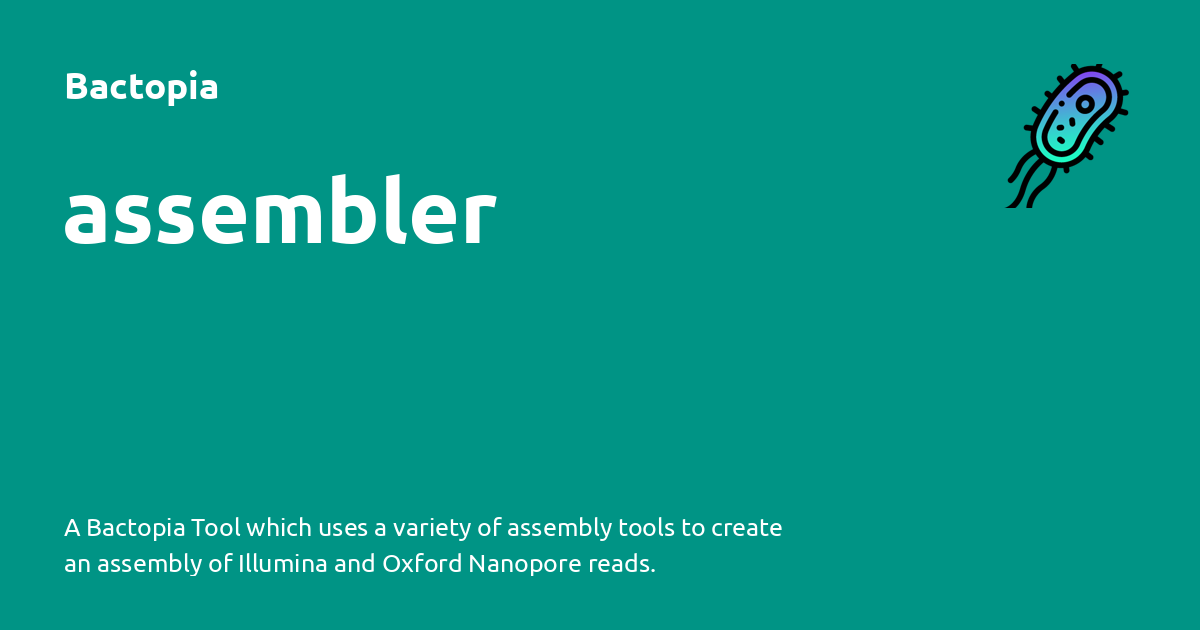 Bactopia
assembler
A Bactopia Tool which uses a variety of assembly tools to create
an assembly of Illumina and Oxford Nanopore reads.